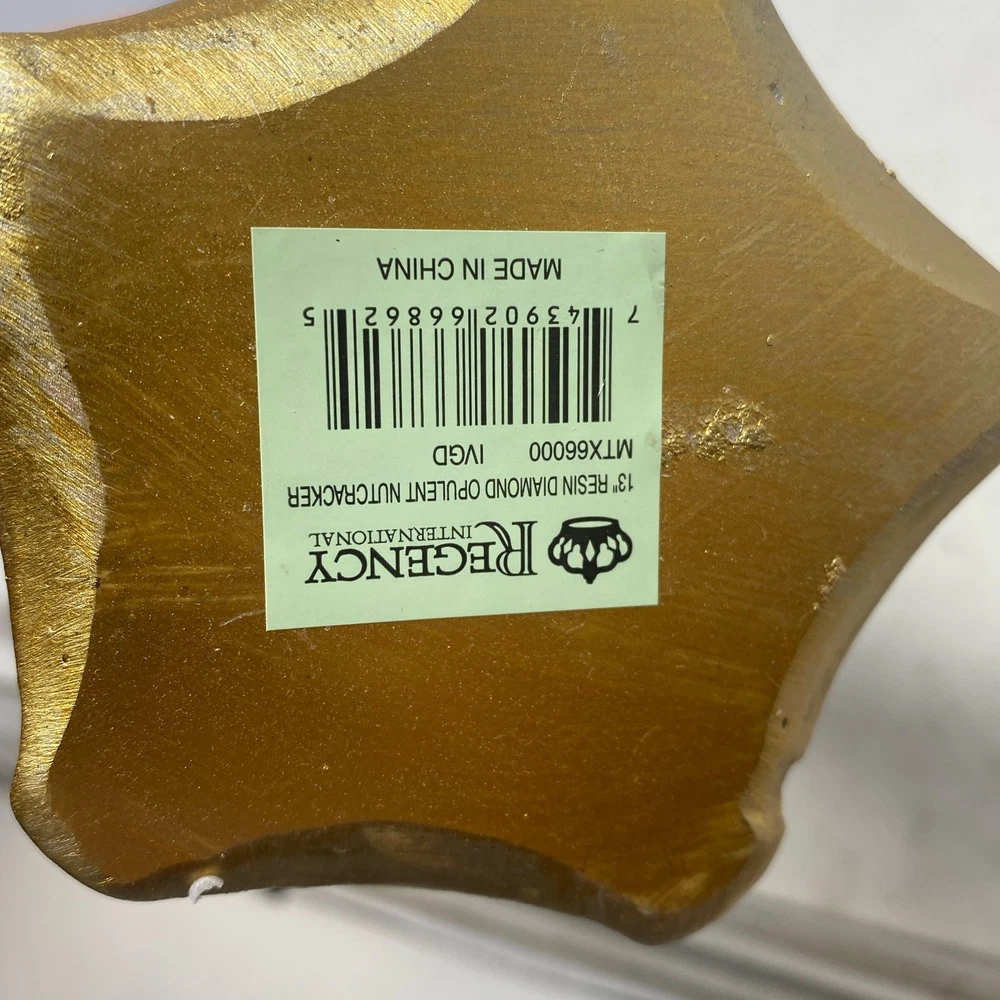 REGENCY
INTERNATIONAL
13" RESIN DIAMOND OPULENT NUTCRACKER
MTX66000 IVGD
7 43902 66862 5
MADE IN CHINA